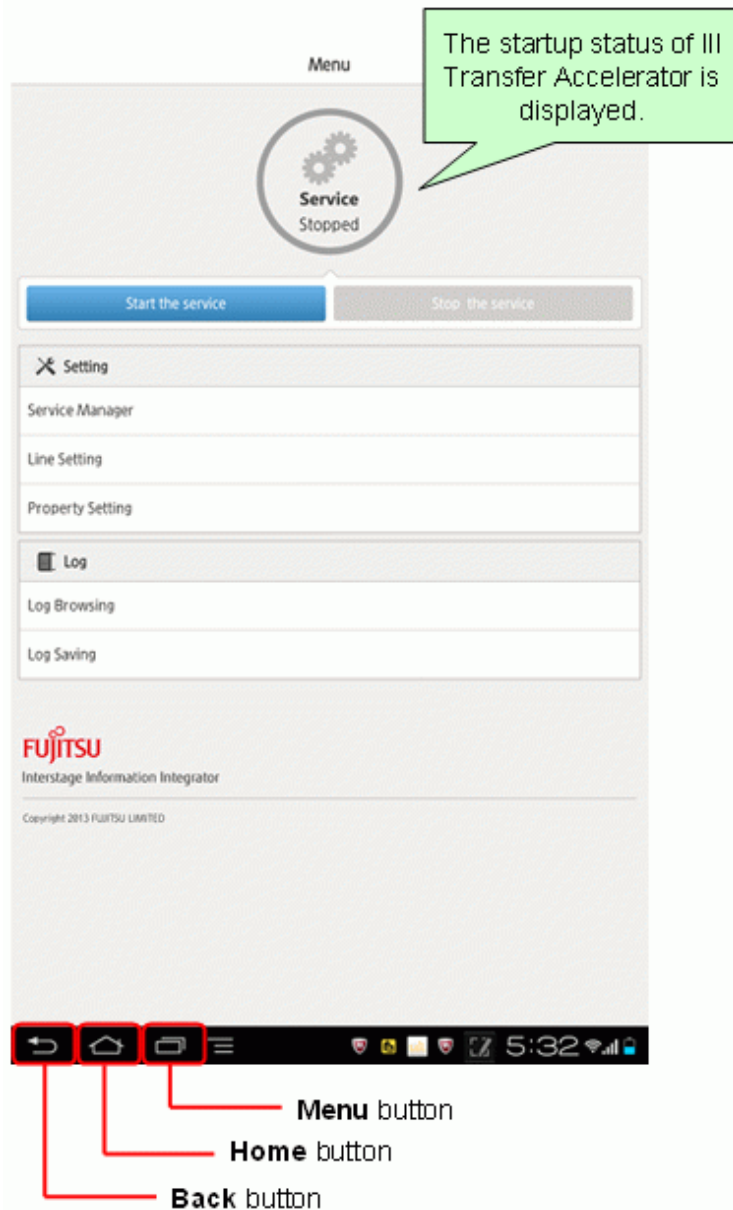 Menu
The startup status of III
Transfer Accelerator is
displayed.
Service
Stopped
Start the service
Stop the service
Setting
Service Manager
Line Setting
Property Setting
Log
Log Browsing
Log Saving
FUJITSU
Interstage Information Integrator
Copyright 2013 FUJITSU LIMITED
5:32
Menu button
Home button
Back button